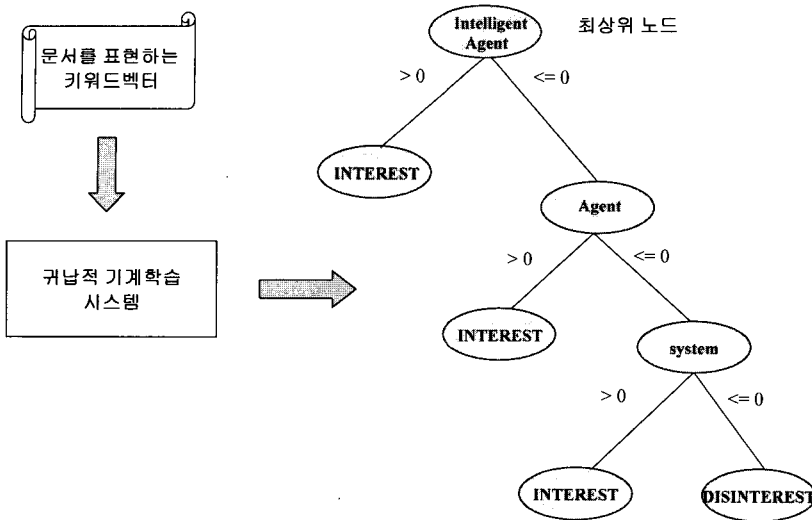 문서를 표현하는
키워드벡터
귀납적 기계학습
시스템
Intelligent
Agent
최상위 노드
> 0
<= 0
INTEREST
Agent
> 0
<= 0
INTEREST
system
> 0
<= 0
INTEREST
DISINTEREST